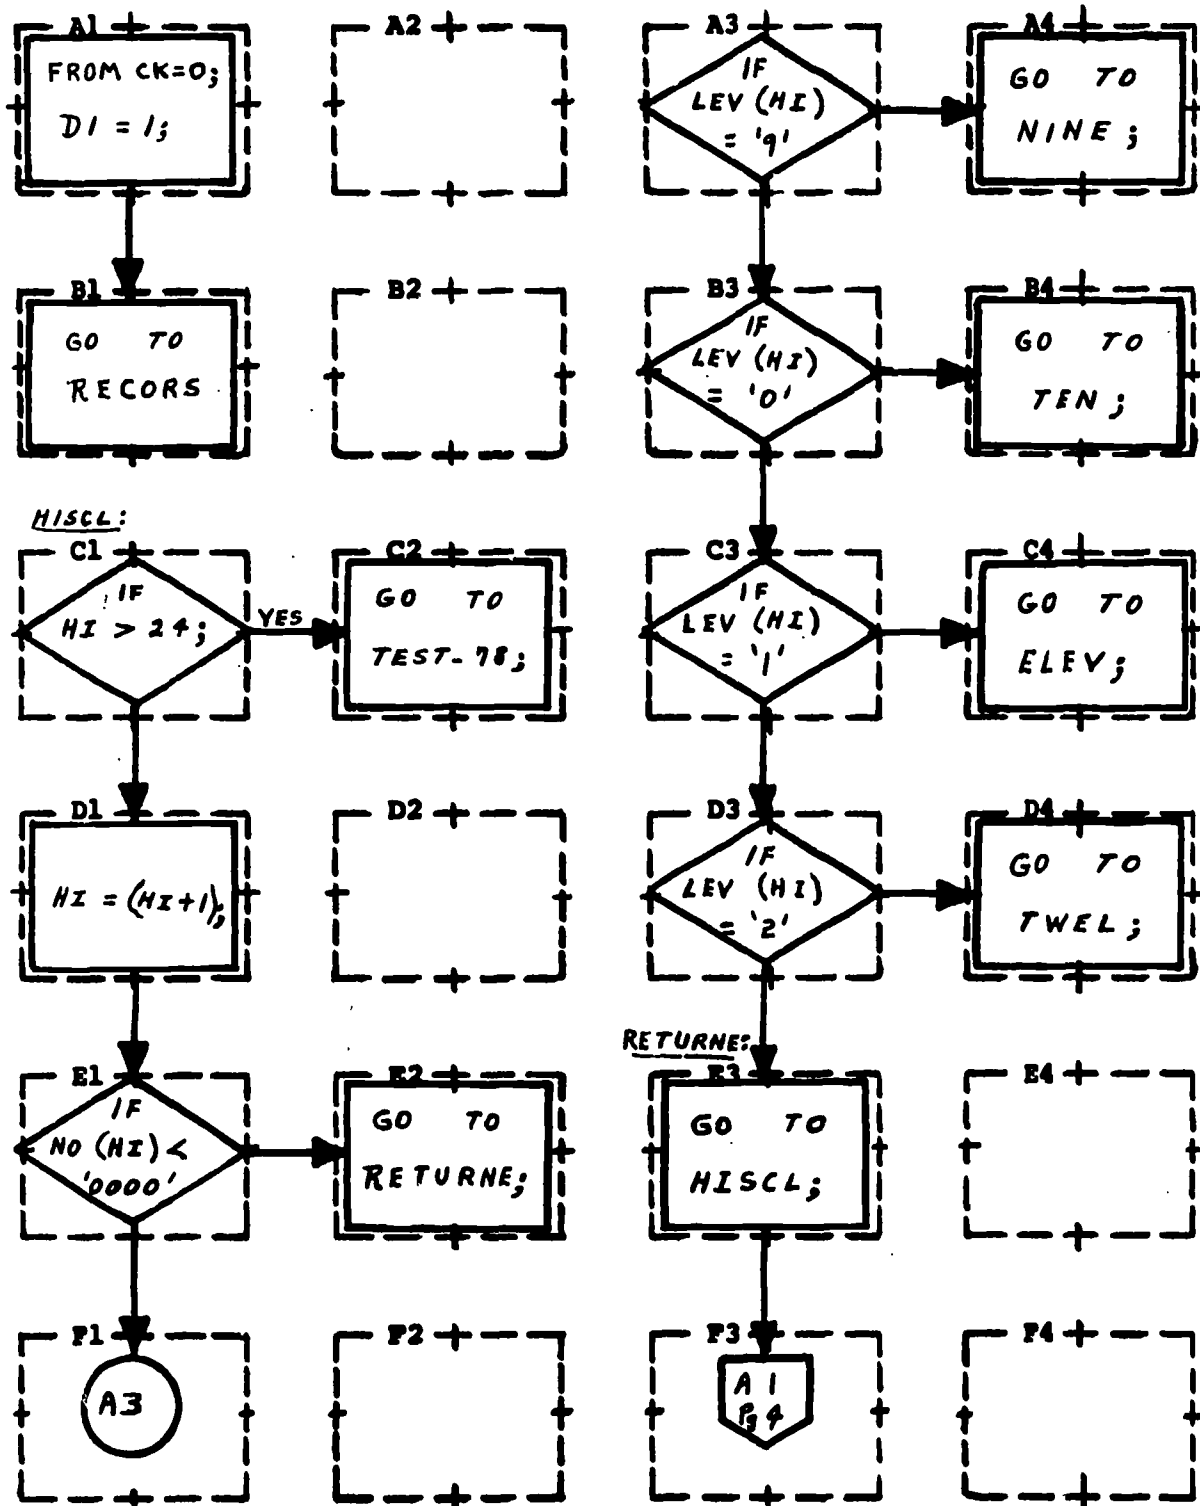 A1
FROM CK=0;
D1 = 1;
A2
A3
IF
LEV (HI)
= '9'
A4
GO TO
NINE ;
B1
GO TO
RECORS
B2
B3
IF
LEV (HI)
= '0'
B4
GO TO
TEN ;
HISCL:
C1
IF
HI > 24;
YES
C2
GO TO
TEST-78;
C3
IF
LEV (HI)
= '1'
C4
GO TO
ELEV;
D1
HI = (HI+1);
D2
D3
IF
LEV (HI)
= '2'
D4
GO TO
TWEL ;
E1
IF
NO (HI) <
'0000'
E2
GO TO
RETURNE;
RETURNE:
E3
GO TO
HISCL;
E4
F1
A3
F2
F3
A 1
Pg 4
F4